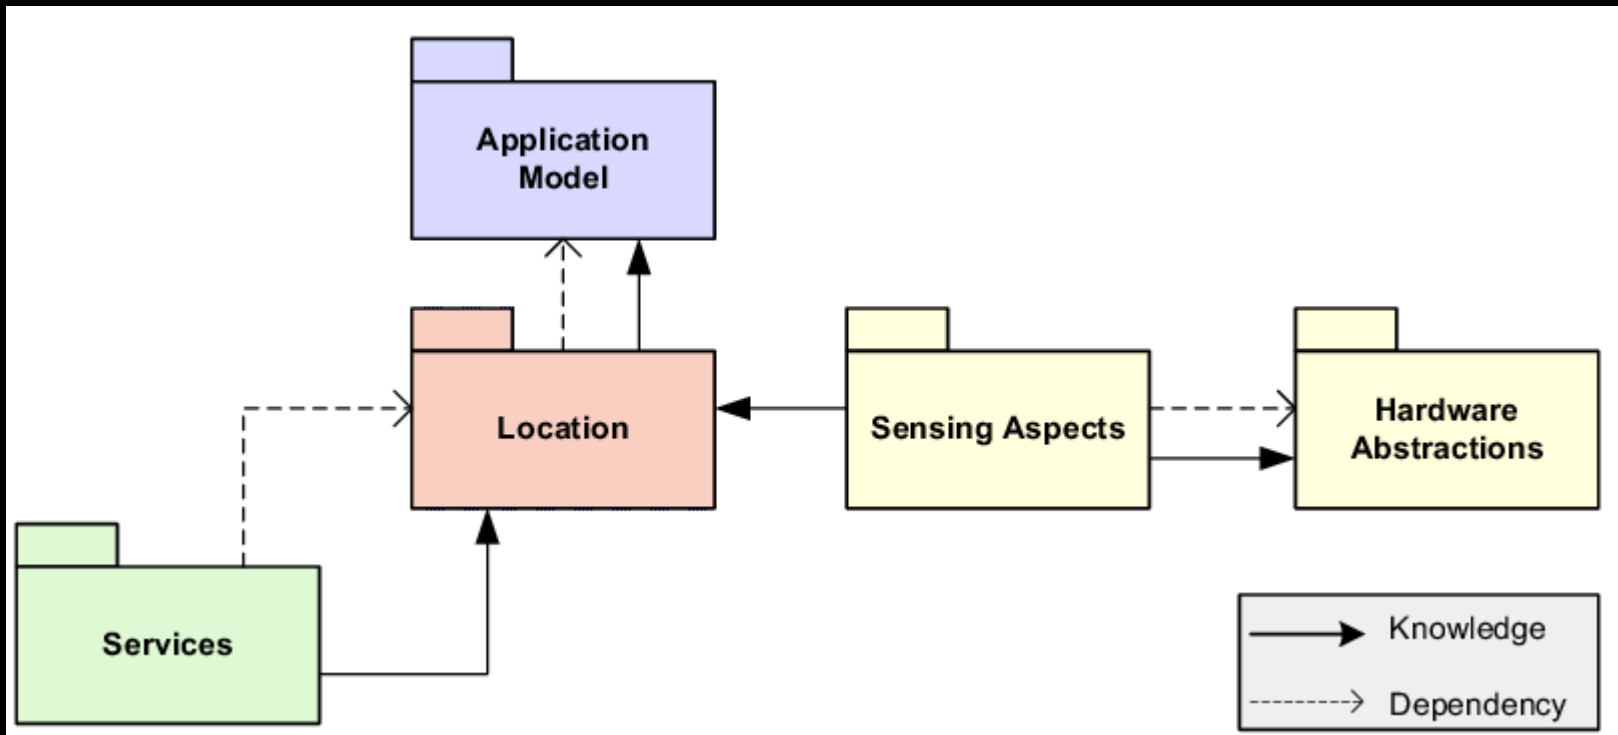 Application
Model
Location
Sensing Aspects
Hardware
Abstractions
Services
Knowledge
Dependency